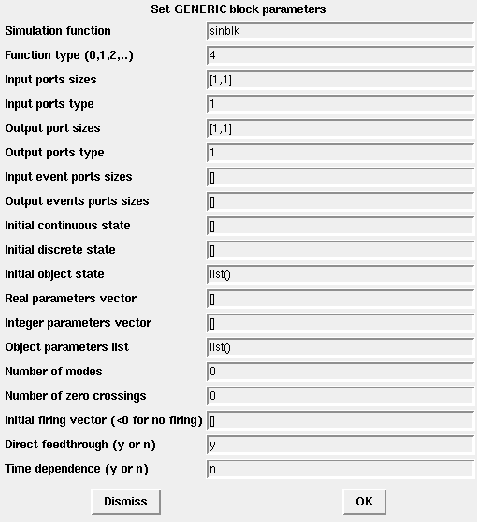 Set GENERIC block parameters
Simulation function sinblk
Function type (0,1,2,..) 4
Input ports sizes [1,1]
Input ports type 1
Output port sizes [1,1]
Output ports type 1
Input event ports sizes []
Output events ports sizes []
Initial continuous state []
Initial discrete state []
Initial object state list()
Real parameters vector []
Integer parameters vector []
Object parameters list list()
Number of modes 0
Number of zero crossings 0
Initial firing vector (<0 for no firing) []
Direct feedthrough (y or n) y
Time dependence (y or n) n
Dismiss OK